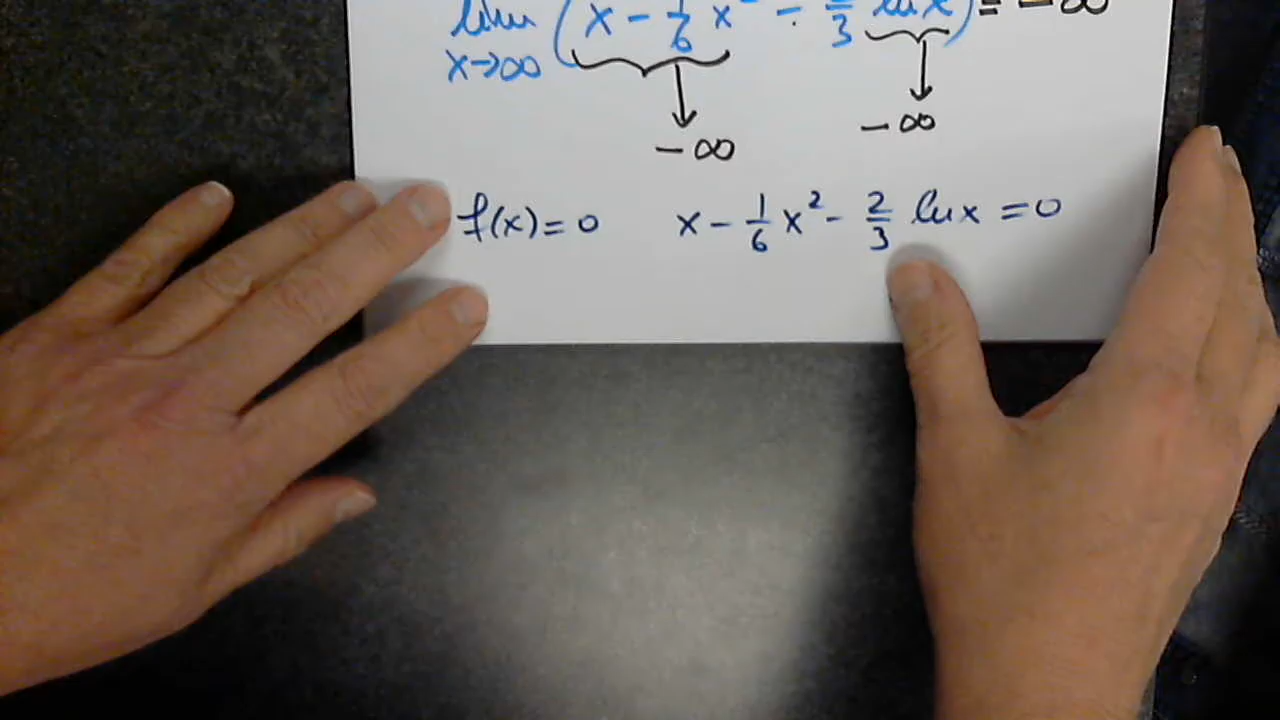 lim (x - 1/6 x² - 2/3 ln x) = -∞
x→∞
-∞ -∞
f(x) = 0 x - 1/6 x² - 2/3 ln x = 0